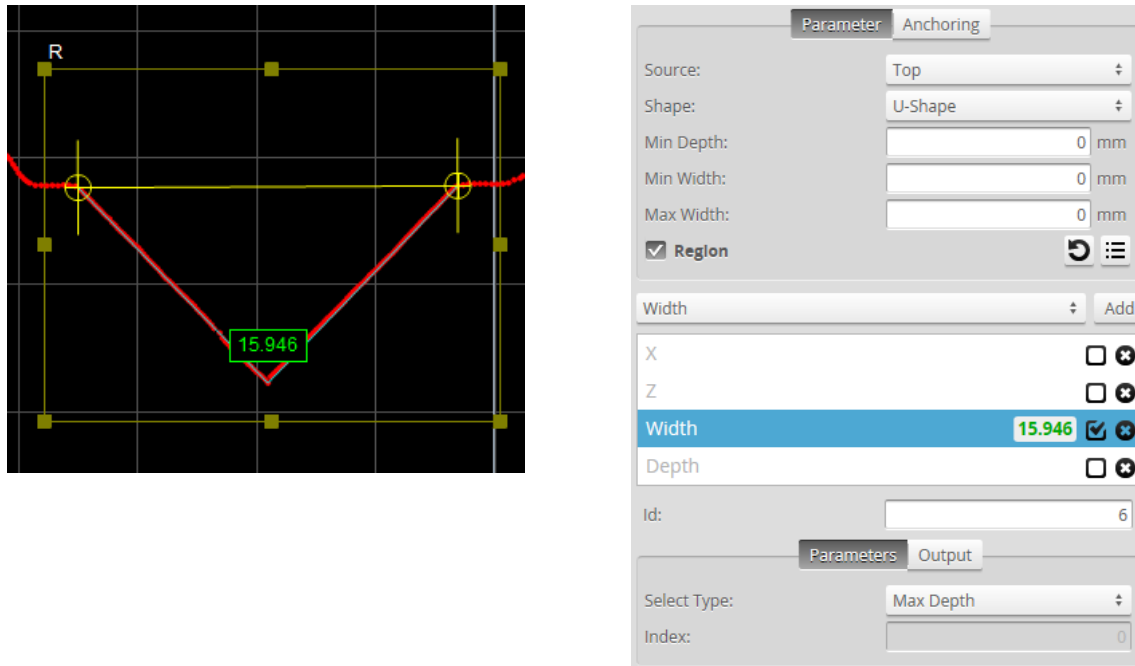 R
15.946
Parameter Anchoring
Source: Top
Shape: U-Shape
Min Depth: 0 mm
Min Width: 0 mm
Max Width: 0 mm
Region
Width Add
X
Z
Width 15.946
Depth
Id: 6
Parameters Output
Select Type: Max Depth
Index: 0